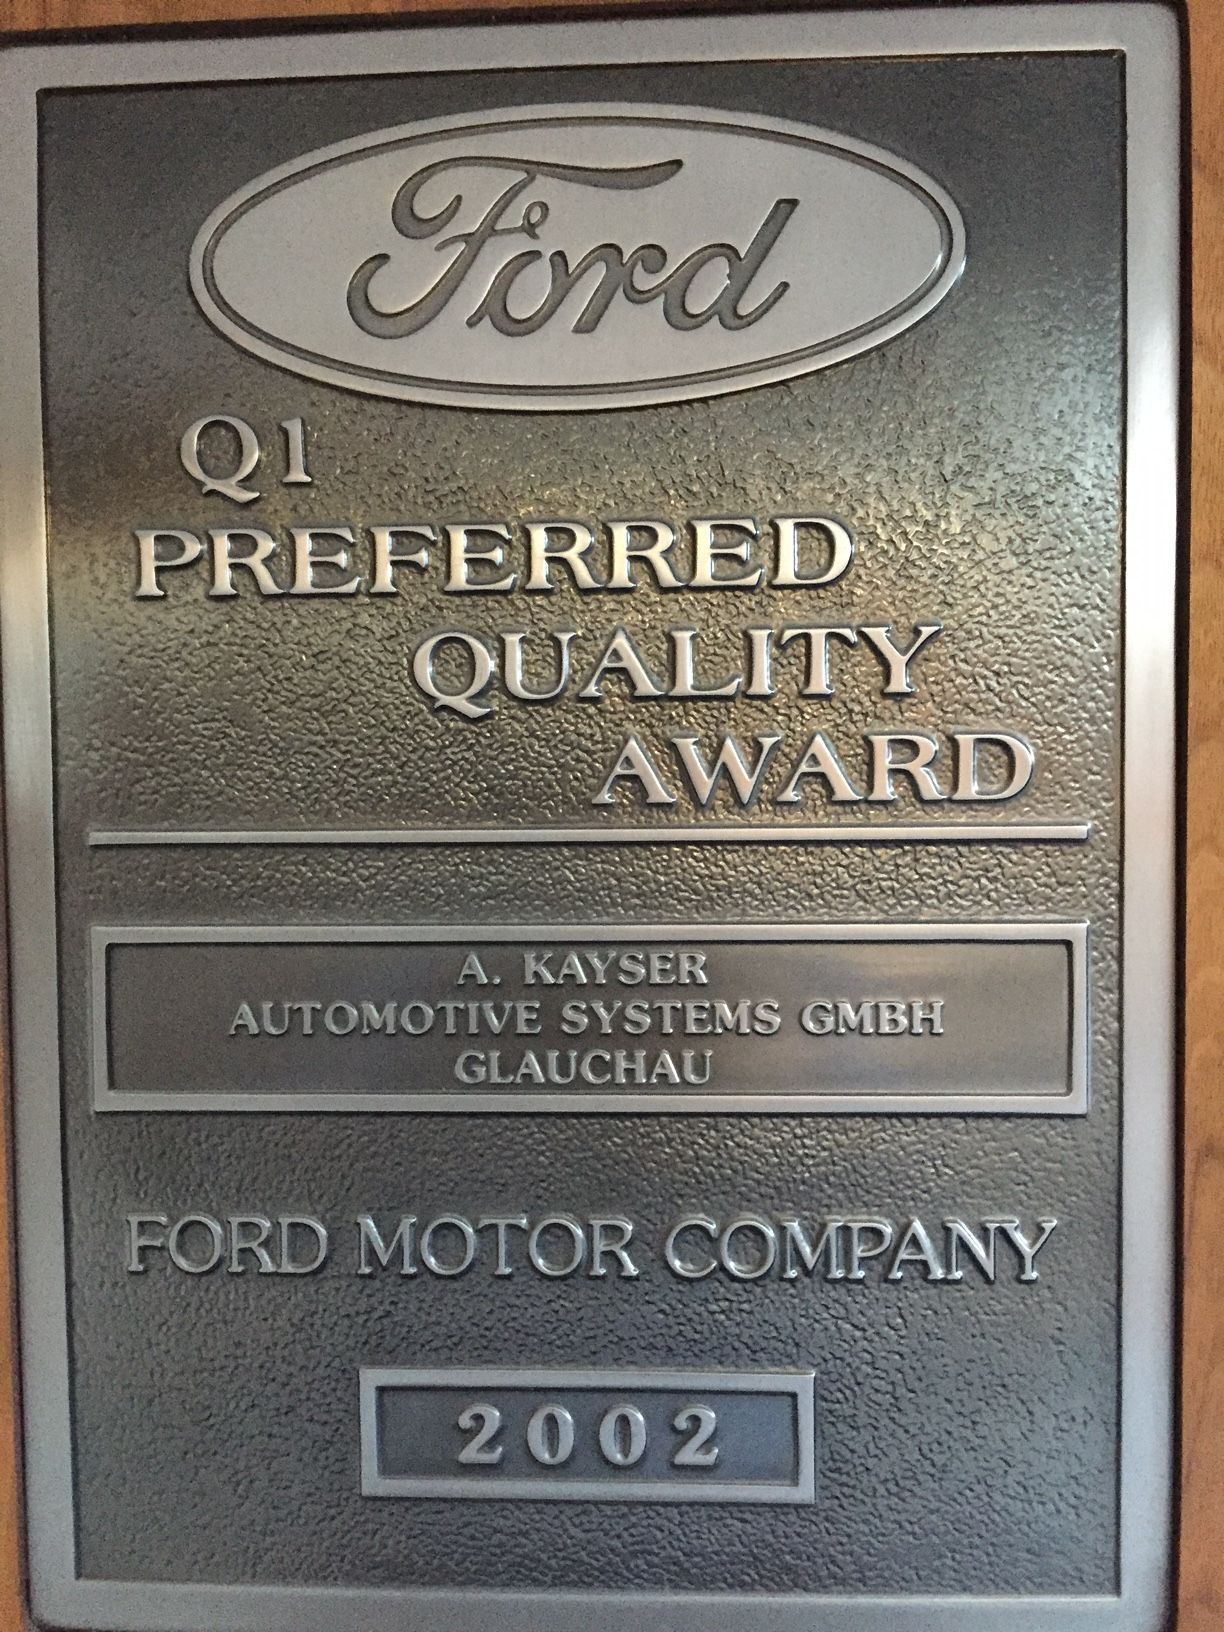 Ford
Q1
PREFERRED
QUALITY
AWARD
A. KAYSER
AUTOMOTIVE SYSTEMS GMBH
GLAUCHAU
FORD MOTOR COMPANY
2002